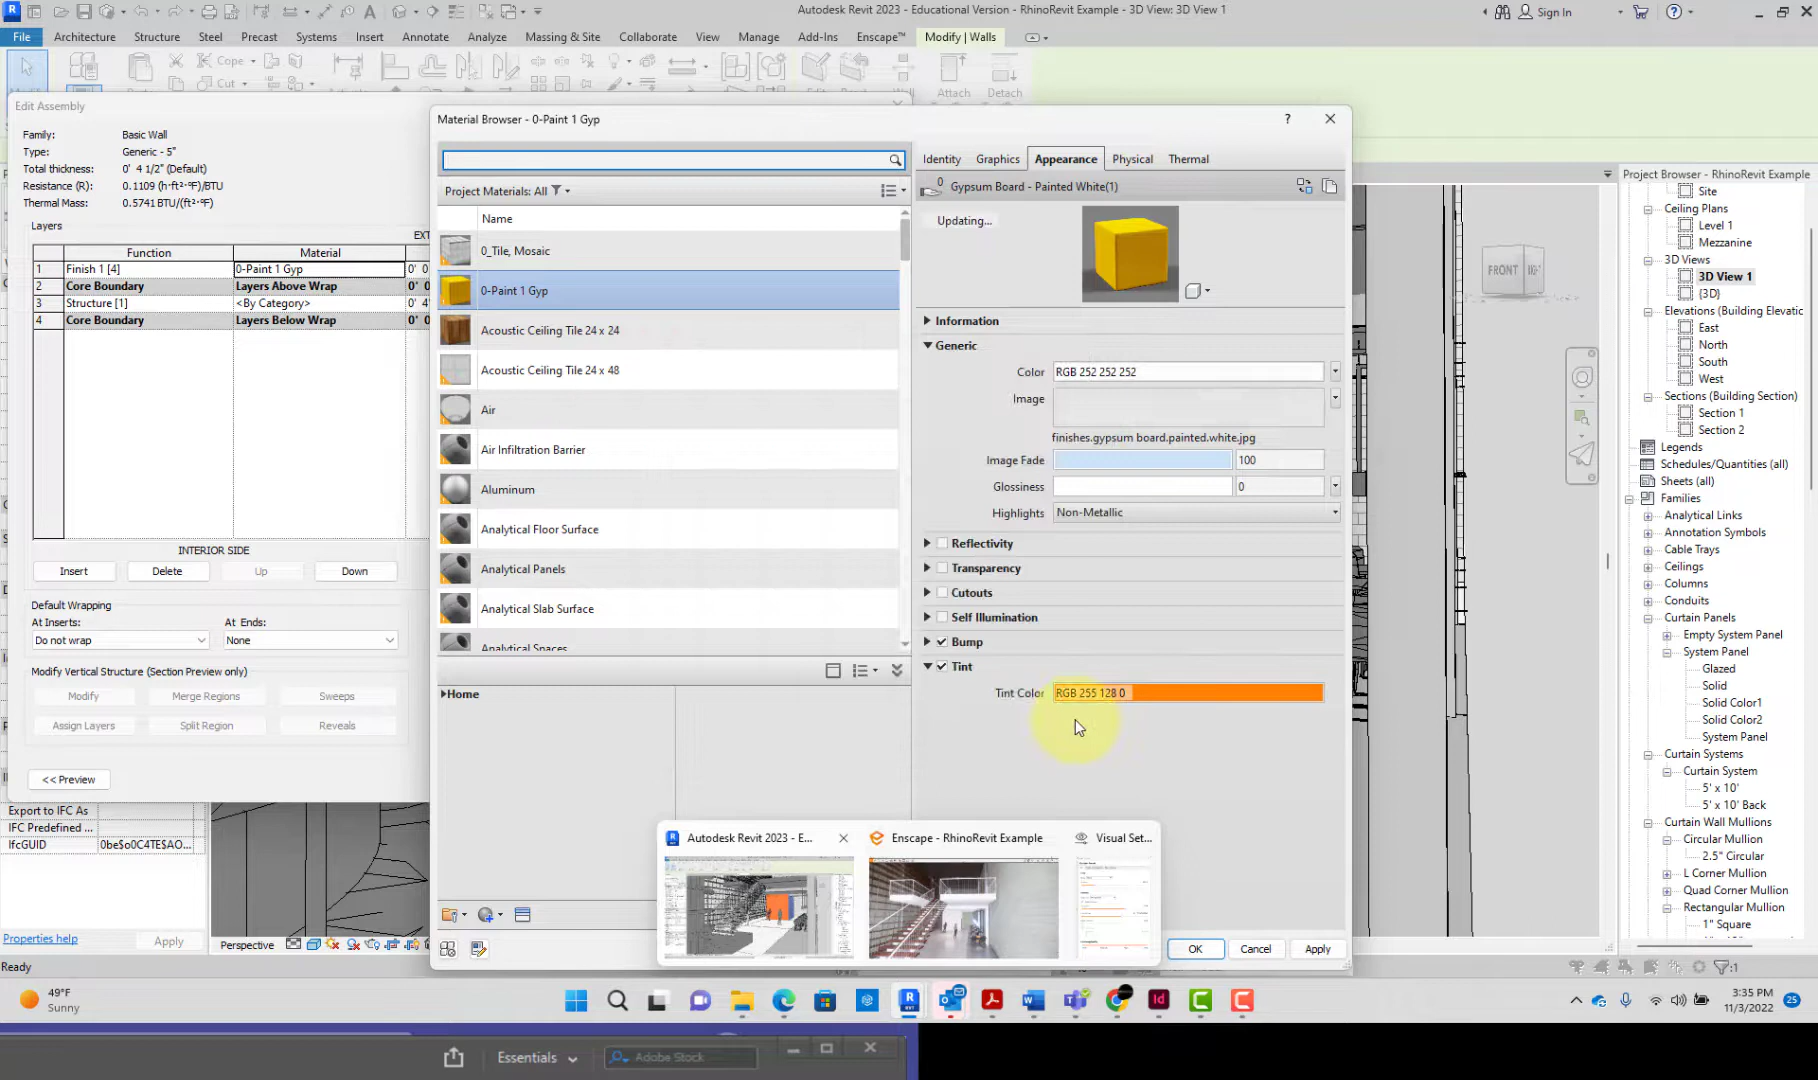 Autodesk Revit 2023 - Educational Version - RhinoRevit Example - 3D View: 3D View 1
Sign In
File Architecture Structure Steel Precast Systems Insert Annotate Analyze Massing & Site Collaborate View Manage Add-Ins Enscape™ Modify | Walls
Cope
Cut
Attach Detach
Edit Assembly
Family: Basic Wall
Type: Generic - 5"
Total thickness: 0' 4 1/2" (Default)
Resistance (R): 0.1109 (h·ft²·°F)/BTU
Thermal Mass: 0.5741 BTU/(ft²·°F)
Layers
Function Material
1 Finish 1 [4] 0-Paint 1 Gyp
2 Core Boundary Layers Above Wrap
3 Structure [1] <By Category>
4 Core Boundary Layers Below Wrap
INTERIOR SIDE
Insert Delete Up Down
Default Wrapping
At Inserts: At Ends:
Do not wrap None
Modify Vertical Structure (Section Preview only)
Modify Merge Regions Sweeps
Assign Layers Split Region Reveals
<< Preview
Export to IFC As
IFC Predefined ...
IfcGUID 0be$o0C4TE$AO...
Properties help Apply
Ready
Perspective
Material Browser - 0-Paint 1 Gyp
Project Materials: All
Name
0_Tile, Mosaic
0-Paint 1 Gyp
Acoustic Ceiling Tile 24 x 24
Acoustic Ceiling Tile 24 x 48
Air
Air Infiltration Barrier
Aluminum
Analytical Floor Surface
Analytical Panels
Analytical Slab Surface
Analytical Spaces
Home
Identity Graphics Appearance Physical Thermal
0 Gypsum Board - Painted White(1)
Updating...
Information
Generic
Color RGB 252 252 252
Image
finishes.gypsum board.painted.white.jpg
Image Fade 100
Glossiness 0
Highlights Non-Metallic
Reflectivity
Transparency
Cutouts
Self Illumination
Bump
Tint
Tint Color RGB 255 128 0
Autodesk Revit 2023 - E... Enscape - RhinoRevit Example Visual Set...
OK Cancel Apply
FRONT
Project Browser - RhinoRevit Example
Site
Ceiling Plans
Level 1
Mezzanine
3D Views
3D View 1
{3D}
Elevations (Building Elevatic
East
North
South
West
Sections (Building Section)
Section 1
Section 2
Legends
Schedules/Quantities (all)
Sheets (all)
Families
Analytical Links
Annotation Symbols
Cable Trays
Ceilings
Columns
Conduits
Curtain Panels
Empty System Panel
System Panel
Glazed
Solid
Solid Color1
Solid Color2
System Panel
Curtain Systems
Curtain System
5' x 10'
5' x 10' Back
Curtain Wall Mullions
Circular Mullion
2.5" Circular
L Corner Mullion
Quad Corner Mullion
Rectangular Mullion
1" Square
:1
49°F
Sunny
3:35 PM
11/3/2022
25
Essentials
Adobe Stock